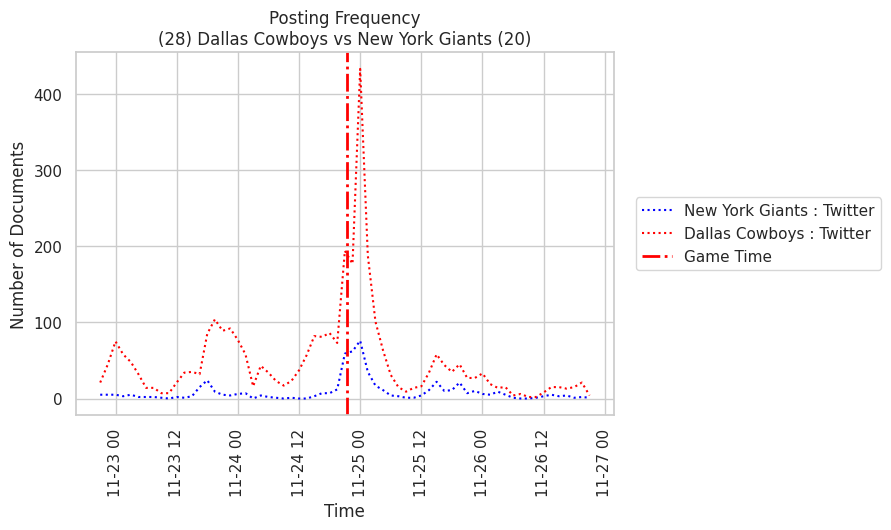 Posting Frequency
(28) Dallas Cowboys vs New York Giants (20)
Number of Documents
400
300
200
100
0
New York Giants : Twitter
Dallas Cowboys : Twitter
Game Time
11-23 00
11-23 12
11-24 00
11-24 12
11-25 00
11-25 12
11-26 00
11-26 12
11-27 00
Time